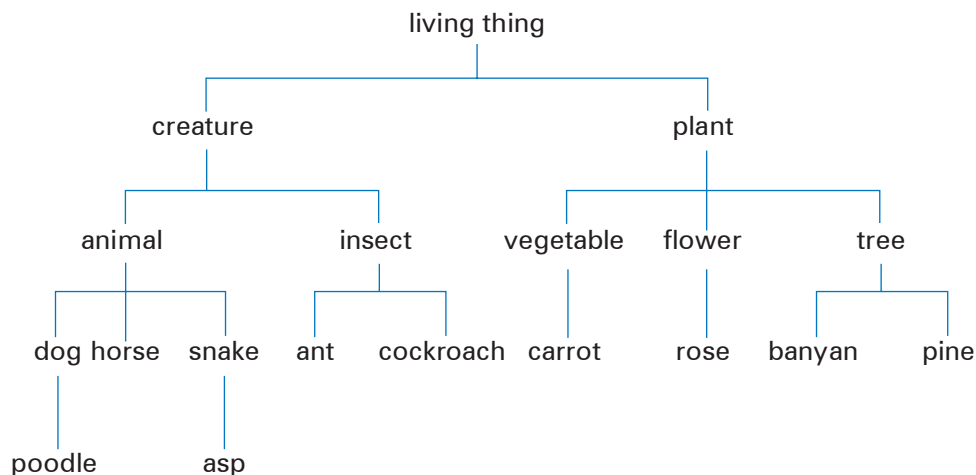 living thing
creature plant
animal insect vegetable flower tree
dog horse snake ant cockroach carrot rose banyan pine
poodle asp